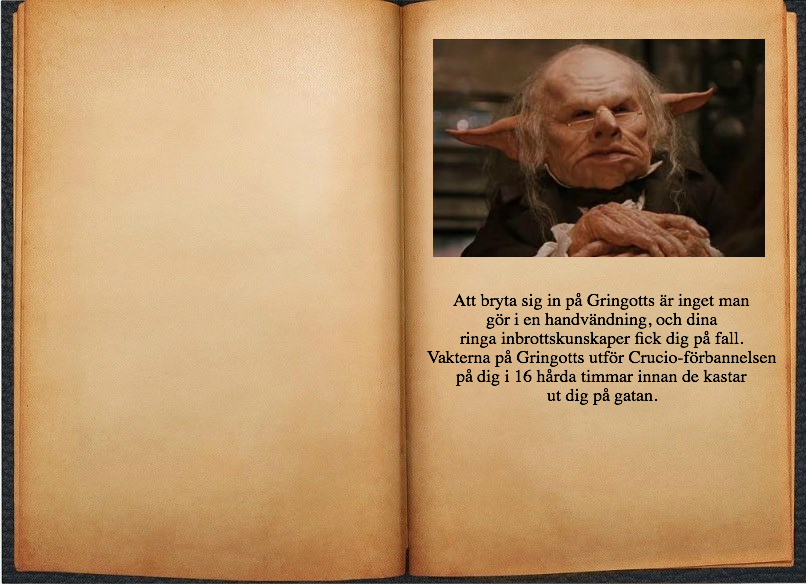 Att bryta sig in på Gringotts är inget man
gör i en handvändning, och dina
ringa inbrottskunskaper fick dig på fall.
Vakterna på Gringotts utför Crucio-förbannelsen
på dig i 16 hårda timmar innan de kastar
ut dig på gatan.